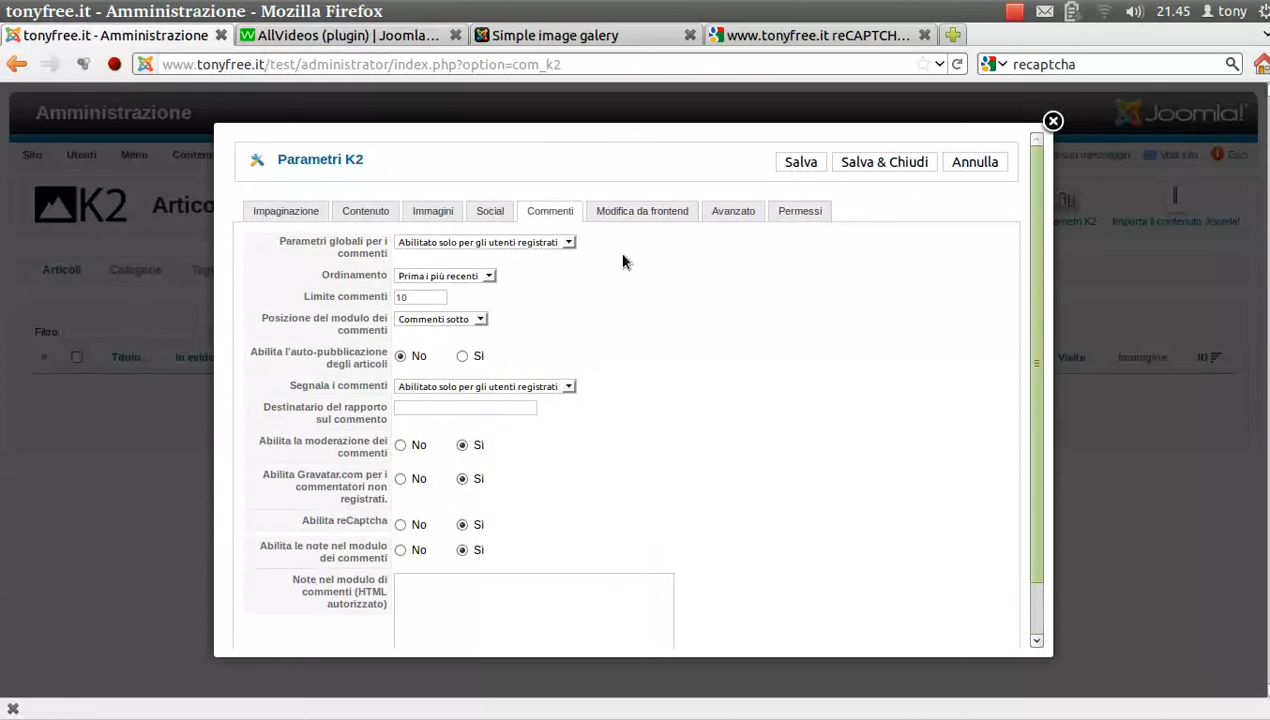 tonyfree.it - Amministrazione - Mozilla Firefox
21.45 tony
tonyfree.it - Amministrazione
AllVideos (plugin) | Joomla...
Simple image galery
www.tonyfree.it reCAPTCH...
www.tonyfree.it/test/administrator/index.php?option=com_k2
recaptcha
Amministrazione
Joomla!
Sito Utenti Menu
K2
Parametri K2
Salva
Salva & Chiudi
Annulla
Impaginazione
Contenuto
Immagini
Social
Commenti
Modifica da frontend
Avanzato
Permessi
Parametri globali per i
commenti
Abilitato solo per gli utenti registrati
Ordinamento
Prima i più recenti
Limite commenti
10
Posizione del modulo dei
commenti
Commenti sotto
Abilita l'auto-pubblicazione
degli articoli
No Sì
Segnala i commenti
Abilitato solo per gli utenti registrati
Destinatario del rapporto
sul commento
Abilita la moderazione dei
commenti
No Sì
Abilita Gravatar.com per i
commentatori non
registrati.
No Sì
Abilita reCaptcha
No Sì
Abilita le note nel modulo
dei commenti
No Sì
Note nel modulo di
commenti (HTML
autorizzato)
Importa il contenuto Joomla!
Articoli
Categorie
Filtro:
Titolo
Visite
Immagine
ID